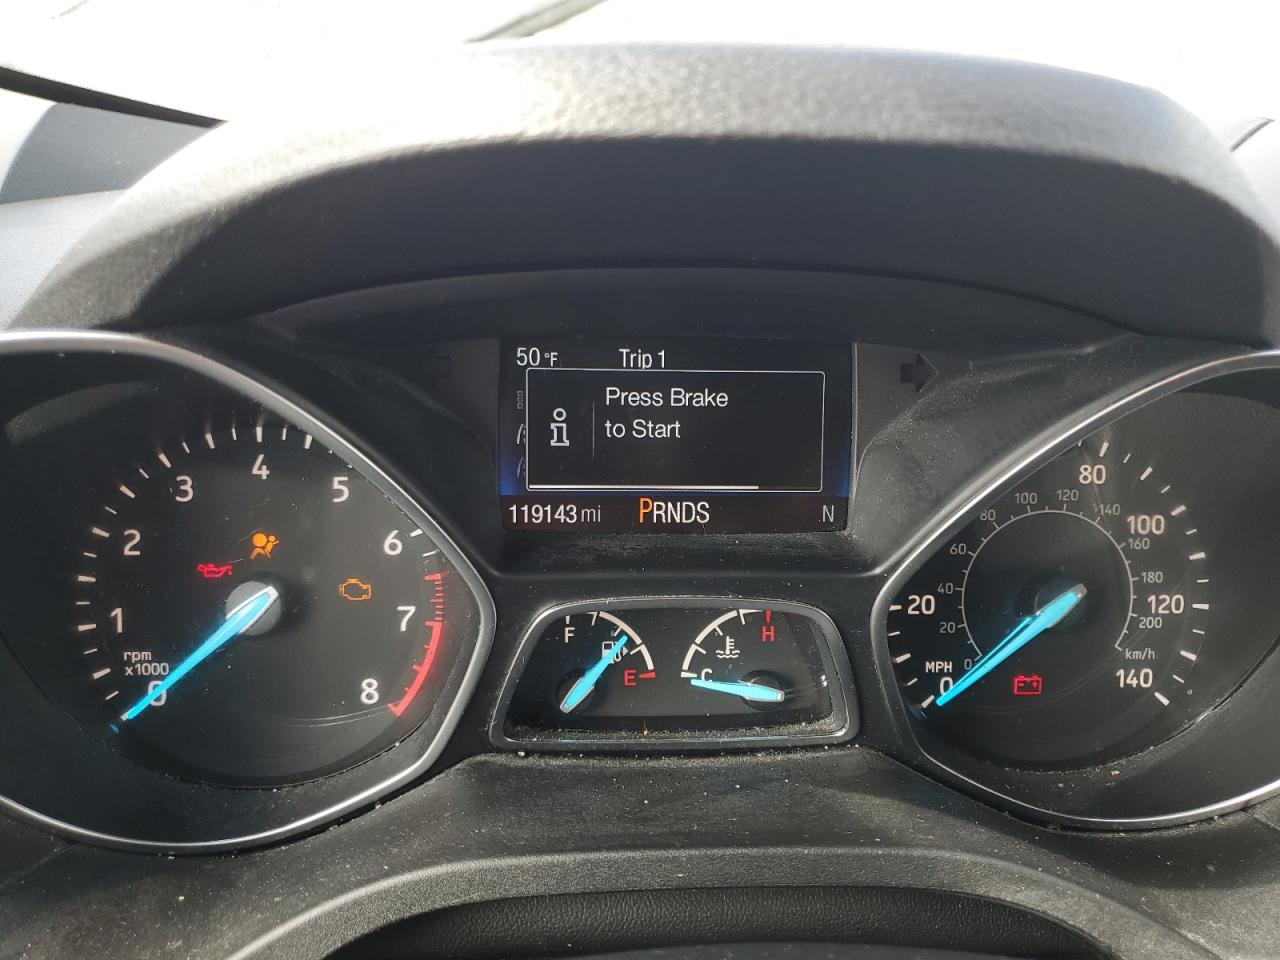 50°F Trip 1
Press Brake
to Start
119143 mi PRNDS N
0 1 2 3 4 5 6 7 8
rpm
x1000
F E
C H
0 20 80 100 120 140
MPH
0 20 40 60 80 100 120 140 160 180 200
km/h